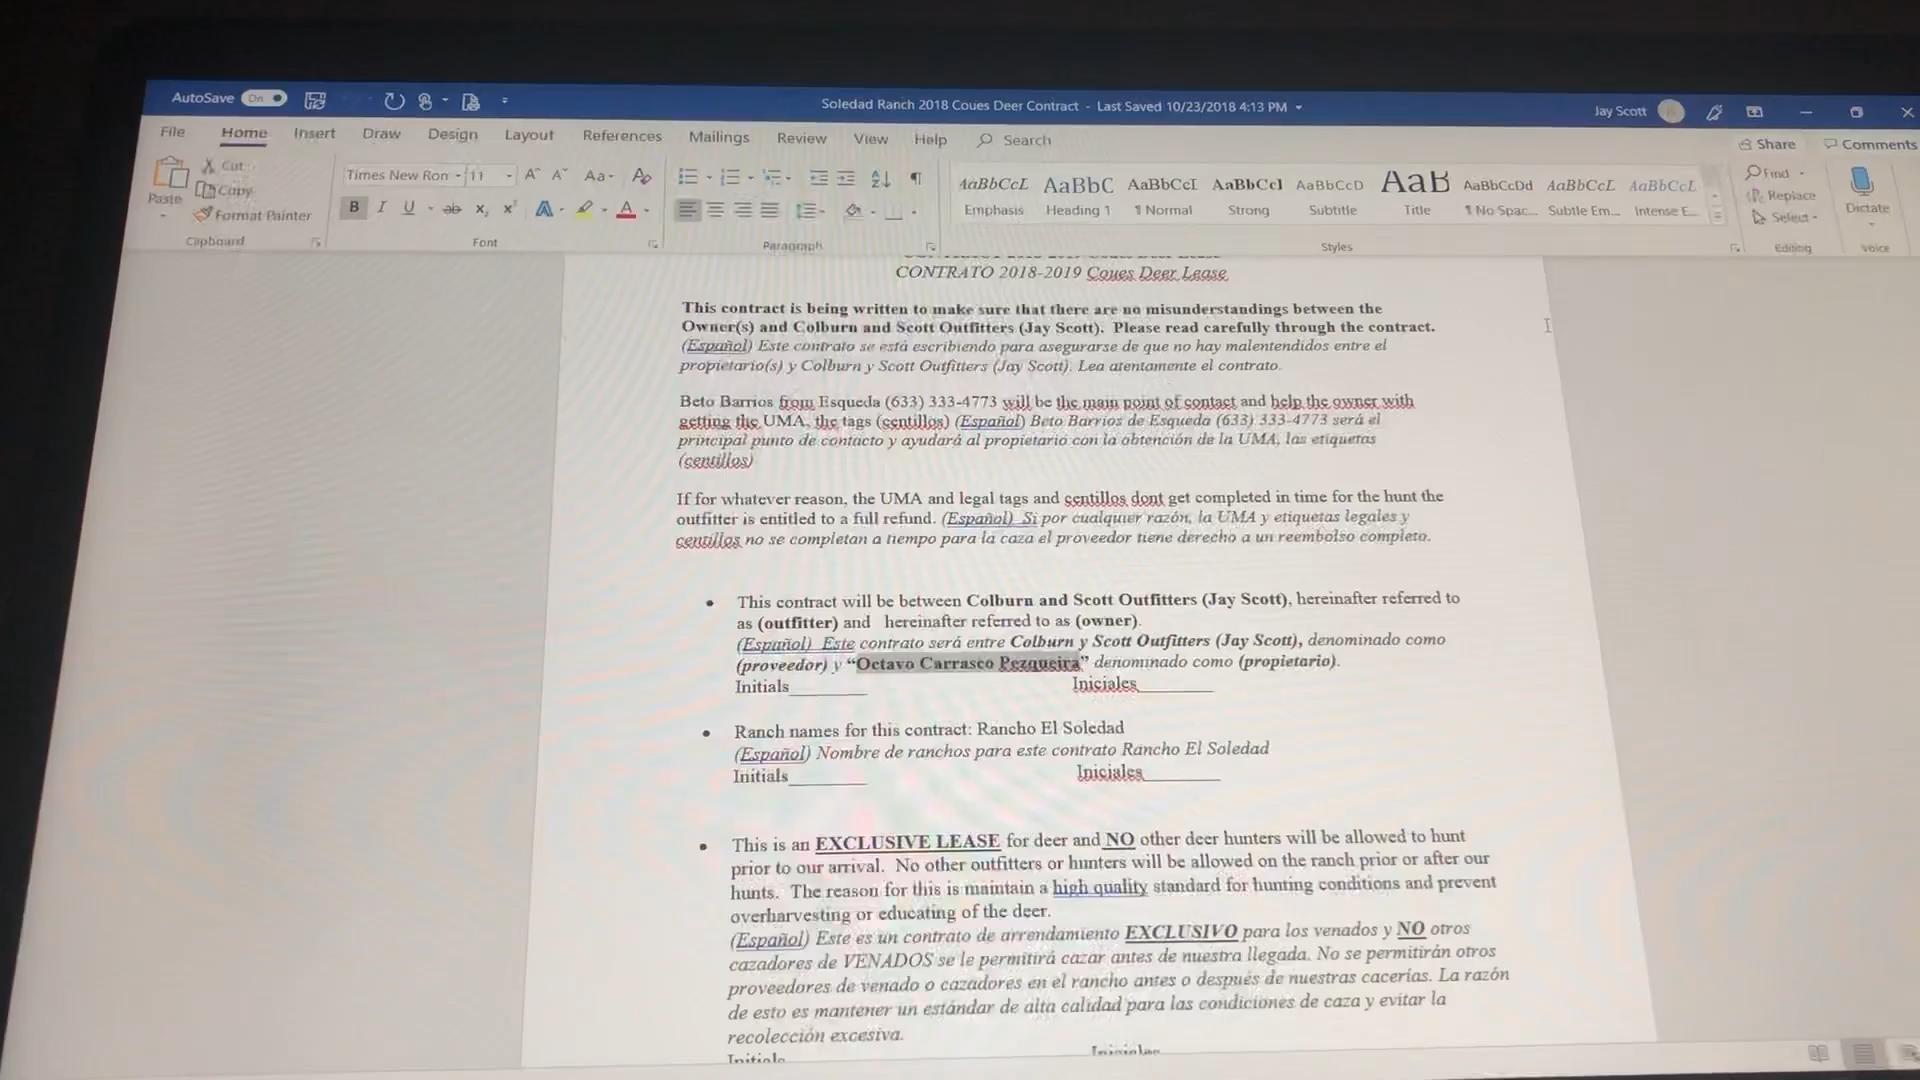 AutoSave On Soledad Ranch 2018 Coues Deer Contract - Last Saved 10/23/2018 4:13 PM Jay Scott
File Home Insert Draw Design Layout References Mailings Review View Help Search Share Comments
Paste Cut Copy Format Painter
Clipboard
Times New Ron 11
B I U ab x₂ x² A A
Font
Paragraph
AaBbCcL AaBbC AaBbCcI AaBbCcI AaBbCcD AaB AaBbCcDd AaBbCcL AaBbCcL
Emphasis Heading 1 ¶ Normal Strong Subtitle Title ¶ No Spac... Subtle Em... Intense E...
Styles
Find
Replace
Select
Editing
Dictate
Voice
CONTRATO 2018-2019 Coues Deer Lease
This contract is being written to make sure that there are no misunderstandings between the
Owner(s) and Colburn and Scott Outfitters (Jay Scott). Please read carefully through the contract.
(Español) Este contrato se está escribiendo para asegurarse de que no hay malentendidos entre el
propietario(s) y Colburn y Scott Outfitters (Jay Scott). Lea atentamente el contrato.
Beto Barrios from Esqueda (633) 333-4773 will be the main point of contact and help the owner with
getting the UMA, the tags (centillos) (Español) Beto Barrios de Esqueda (633) 333-4773 será el
principal punto de contacto y ayudará al propietario con la obtención de la UMA, las etiquetas
(centillos)
If for whatever reason, the UMA and legal tags and centillos dont get completed in time for the hunt the
outfitter is entitled to a full refund. (Español) Si por cualquier razón, la UMA y etiquetas legales y
centillos no se completan a tiempo para la caza el proveedor tiene derecho a un reembolso completo.
• This contract will be between Colburn and Scott Outfitters (Jay Scott), hereinafter referred to
as (outfitter) and hereinafter referred to as (owner).
(Español) Este contrato será entre Colburn y Scott Outfitters (Jay Scott), denominado como
(proveedor) y “Octavo Carrasco Pezqueira” denominado como (propietario).
Initials________ Iniciales________
• Ranch names for this contract: Rancho El Soledad
(Español) Nombre de ranchos para este contrato Rancho El Soledad
Initials________ Iniciales________
• This is an EXCLUSIVE LEASE for deer and NO other deer hunters will be allowed to hunt
prior to our arrival. No other outfitters or hunters will be allowed on the ranch prior or after our
hunts. The reason for this is maintain a high quality standard for hunting conditions and prevent
overharvesting or educating of the deer.
(Español) Este es un contrato de arrendamiento EXCLUSIVO para los venados y NO otros
cazadores de VENADOS se le permitirá cazar antes de nuestra llegada. No se permitirán otros
proveedores de venado o cazadores en el rancho antes o después de nuestras cacerías. La razón
de esto es mantener un estándar de alta calidad para las condiciones de caza y evitar la
recolección excesiva.
Initials Iniciales